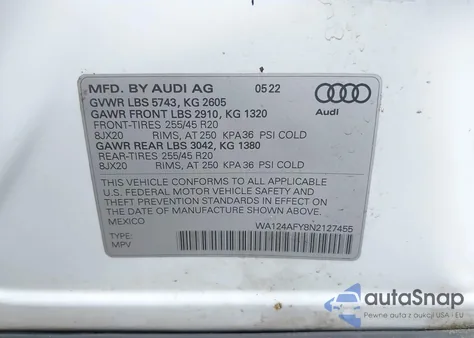 MFD. BY AUDI AG 05 22
GVWR LBS 5743, KG 2605
GAWR FRONT LBS 2910, KG 1320
FRONT-TIRES 255/45 R20
8JX20 RIMS, AT 250 KPA36 PSI COLD
GAWR REAR LBS 3042, KG 1380
REAR-TIRES 255/45 R20
8JX20 RIMS, AT 250 KPA36 PSI COLD
Audi
THIS VEHICLE CONFORMS TO ALL APPLICABLE
U.S. FEDERAL MOTOR VEHICLE SAFETY AND
THEFT PREVENTION STANDARDS IN EFFECT ON
THE DATE OF MANUFACTURE SHOWN ABOVE.
MEXICO
WA124AFY8N2127455
TYPE:
MPV
autoSnap
Pewne auten z USA - EU